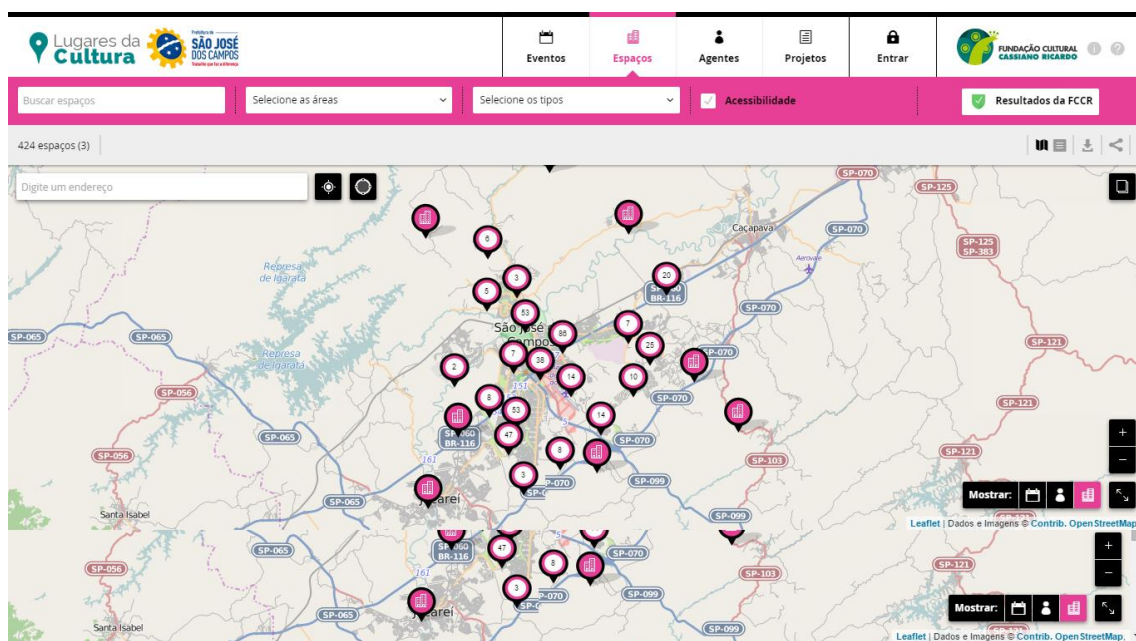 Lugares da
Cultura
Prefeitura de
SÃO JOSÉ
DOS CAMPOS
Trabalho que faz a diferença
Eventos
Espaços
Agentes
Projetos
Entrar
FUNDAÇÃO CULTURAL
CASSIANO RICARDO
Buscar espaços
Selecione as áreas
Selecione os tipos
Acessibilidade
Resultados da FCCR
424 espaços (3)
Digite um endereço
SP-070
SP-125
Caçapava
SP-070
6
SP-125
SP-383
Represa
de Igaratá
3
20
Aerovale
5
BR-116
53
SP-070
São José
Campos
86
7
SP-065
SP-065
25
SP-121
7
38
SP-070
Represa
de Igaratá
2
14
10
151
SP-056
8
53
SP-070
SP-121
14
SP-065
47
SP-060
BR-116
SP-070
8
SP-121
SP-056
161
SP-103
3
P-070
SP-099
Jacareí
SP-065
Mostrar:
Santa Isabel
SP-099
Leaflet | Dados e Imagens © Contrib. OpenStreetMap
SP-065
47
BR-116
SP-070
8
SP-121
SP-056
161
SP-103
3
P-070
SP-099
SP-065
Mostrar:
Santa Isabel
SP-099
Leaflet | Dados e Imagens © Contrib. OpenStreetMap,